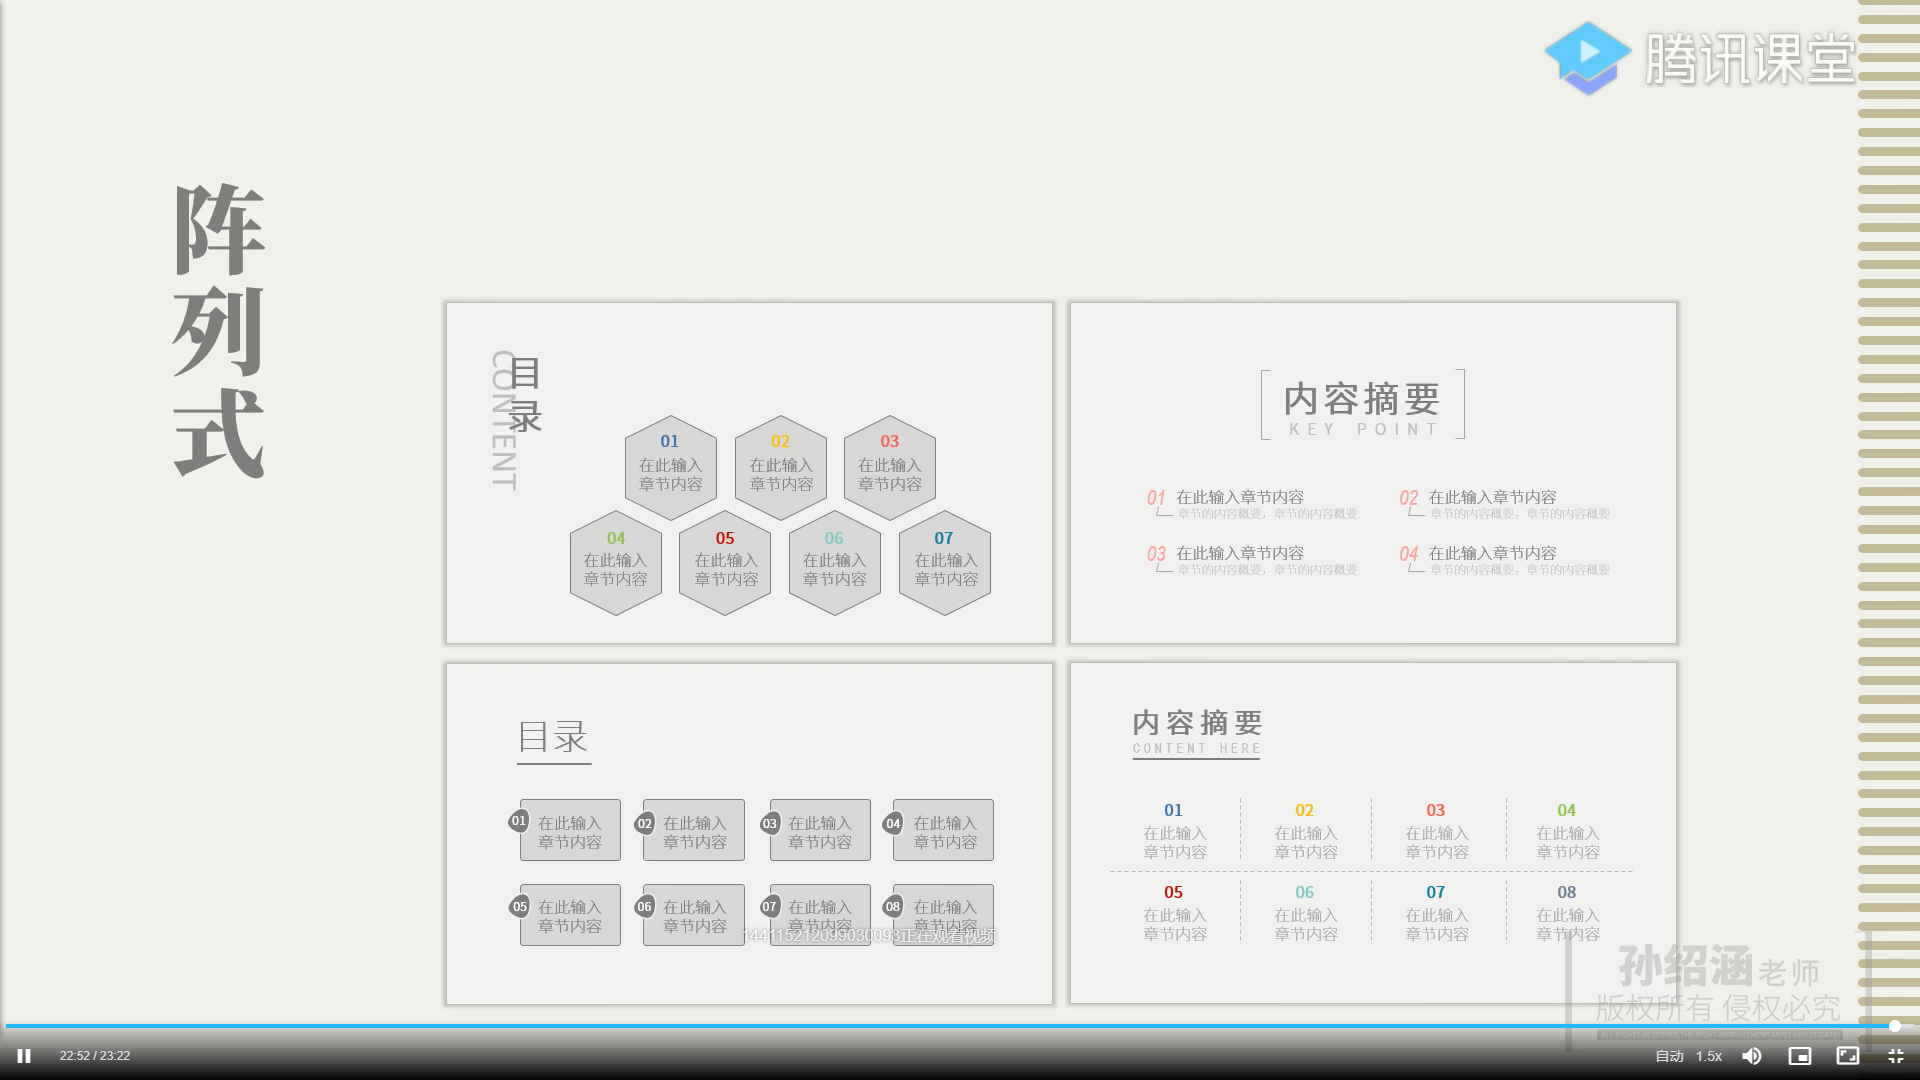 腾讯课堂
阵列式
CONTENT
目录
01
在此输入
章节内容
02
在此输入
章节内容
03
在此输入
章节内容
04
在此输入
章节内容
05
在此输入
章节内容
06
在此输入
章节内容
07
在此输入
章节内容
内容摘要
KEY POINT
01 在此输入章节内容
章节的内容概要，章节的内容概要
02 在此输入章节内容
章节的内容概要，章节的内容概要
03 在此输入章节内容
章节的内容概要，章节的内容概要
04 在此输入章节内容
章节的内容概要，章节的内容概要
目录
01 在此输入
章节内容
02 在此输入
章节内容
03 在此输入
章节内容
04 在此输入
章节内容
05 在此输入
章节内容
06 在此输入
章节内容
07 在此输入
章节内容
08 在此输入
章节内容
144115212099030098正在观看视频
内容摘要
CONTENT HERE
01
在此输入
章节内容
02
在此输入
章节内容
03
在此输入
章节内容
04
在此输入
章节内容
05
在此输入
章节内容
06
在此输入
章节内容
07
在此输入
章节内容
08
在此输入
章节内容
孙绍涵老师
版权所有 侵权必究
22:52 / 23:22
自动 1.5x